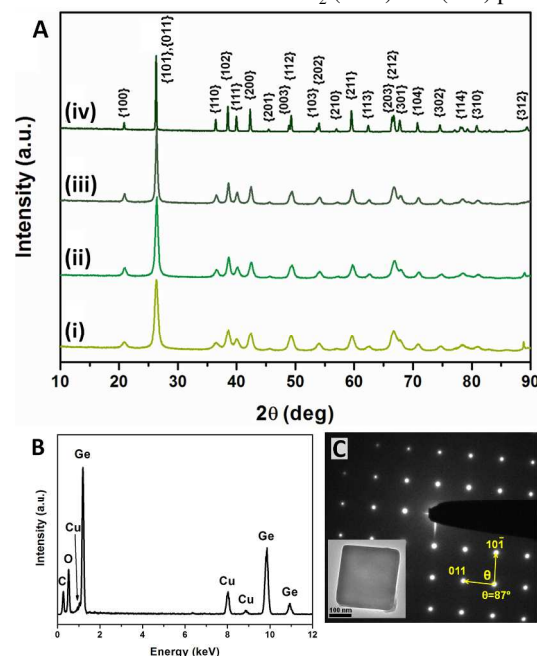 2
A
{100}
{101},{011}
{110}
{102}
{111}
{200}
{201}
{003}
{112}
{103}
{202}
{210}
{211}
{113}
{203}
{212}
{301}
{104}
{302}
{114}
{310}
{312}
(iv)
(iii)
(ii)
(i)
Intensity (a.u.)
10 20 30 40 50 60 70 80 90
2θ (deg)
B
Ge
Cu
O
C
Cu
Cu
Ge
Ge
Intensity (a.u.)
0 2 4 6 8 10 12
Energy (keV)
C
101̄
011
θ
θ=87º
100 nm